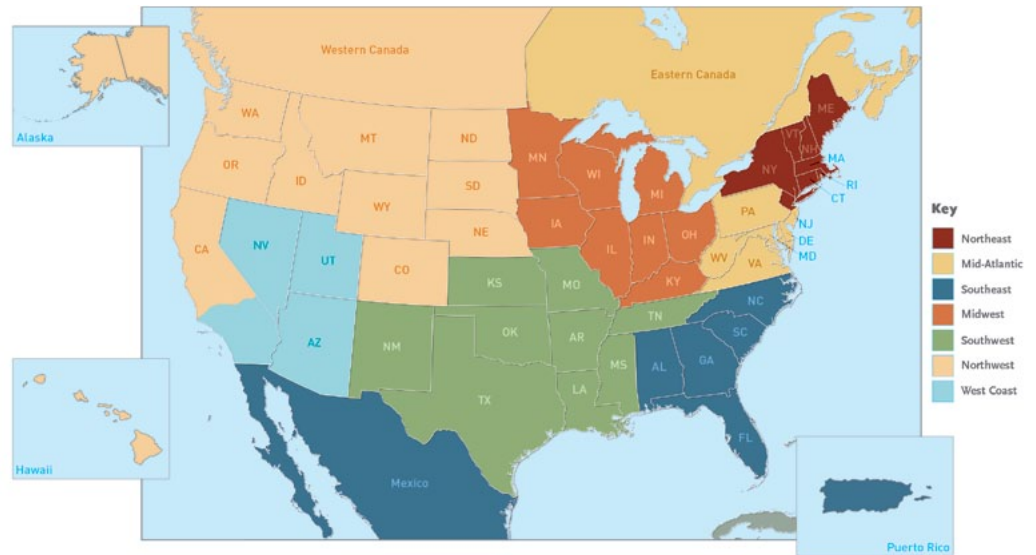 Western Canada
Eastern Canada
Alaska
WA
MT
ND
OR
ID
SD
WY
NE
CA
NV
UT
CO
AZ
NM
KS
OK
TX
MN
WI
MI
IA
IL
IN
OH
KY
MO
AR
LA
MS
TN
ME
VT
NH
NY
MA
RI
CT
PA
NJ
DE
MD
WV
VA
NC
SC
GA
AL
FL
Mexico
Hawaii
Puerto Rico
Key
Northeast
Mid-Atlantic
Southeast
Midwest
Southwest
Northwest
West Coast